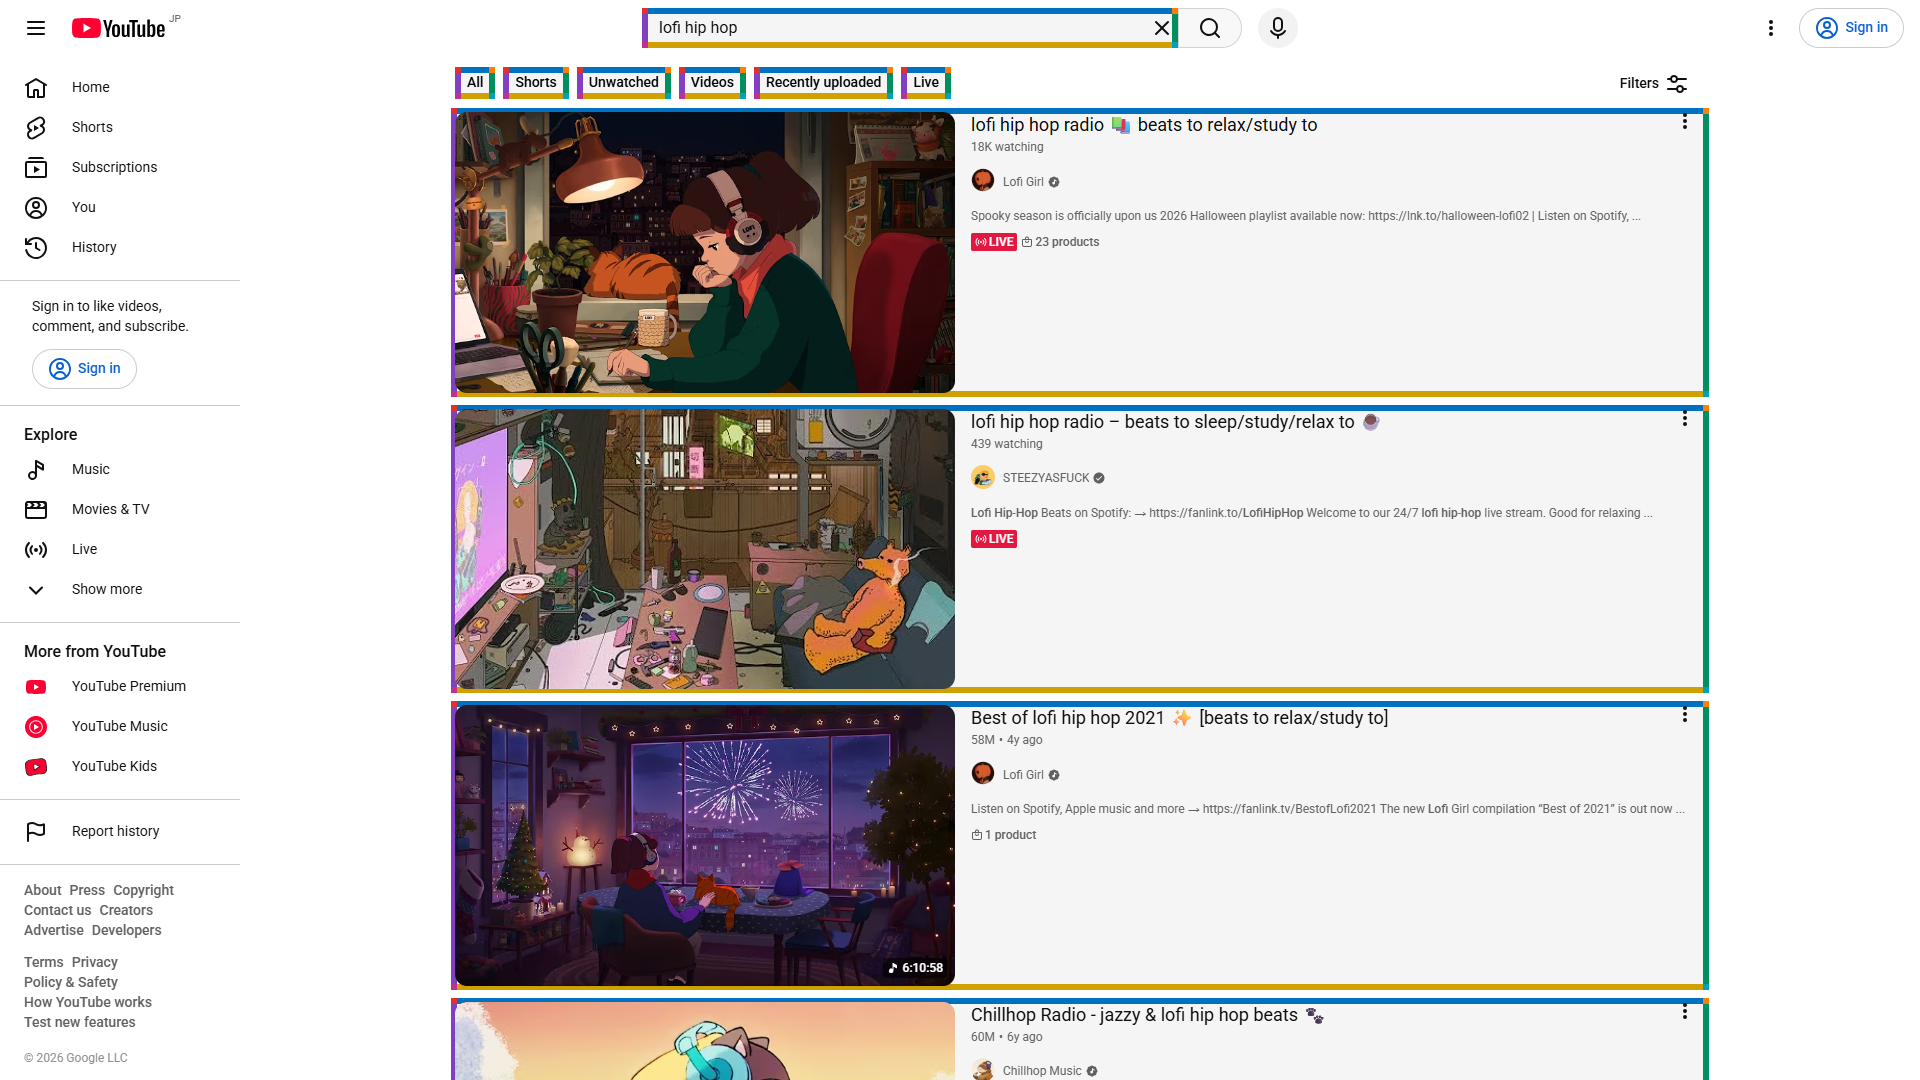 YouTube JP
lofi hip hop
Sign in
Home
Shorts
Subscriptions
You
History
Sign in to like videos,
comment, and subscribe.
Sign in
Explore
Music
Movies & TV
Live
Show more
More from YouTube
YouTube Premium
YouTube Music
YouTube Kids
Report history
About Press Copyright
Contact us Creators
Advertise Developers
Terms Privacy
Policy & Safety
How YouTube works
Test new features
© 2026 Google LLC
All Shorts Unwatched Videos Recently uploaded Live
Filters
lofi hip hop radio 📚 beats to relax/study to
18K watching
Lofi Girl
Spooky season is officially upon us 2026 Halloween playlist available now: https://lnk.to/halloween-lofi02 | Listen on Spotify, ...
LIVE 23 products
lofi hip hop radio – beats to sleep/study/relax to ☕
439 watching
STEEZYASFUCK
Lofi Hip-Hop Beats on Spotify: → https://fanlink.to/LofiHipHop Welcome to our 24/7 lofi hip-hop live stream. Good for relaxing ...
LIVE
Best of lofi hip hop 2021 ✨ [beats to relax/study to]
58M • 4y ago
Lofi Girl
Listen on Spotify, Apple music and more → https://fanlink.tv/BestofLofi2021 The new Lofi Girl compilation “Best of 2021” is out now ...
1 product
6:10:58
Chillhop Radio - jazzy & lofi hip hop beats 🐾
60M • 6y ago
Chillhop Music